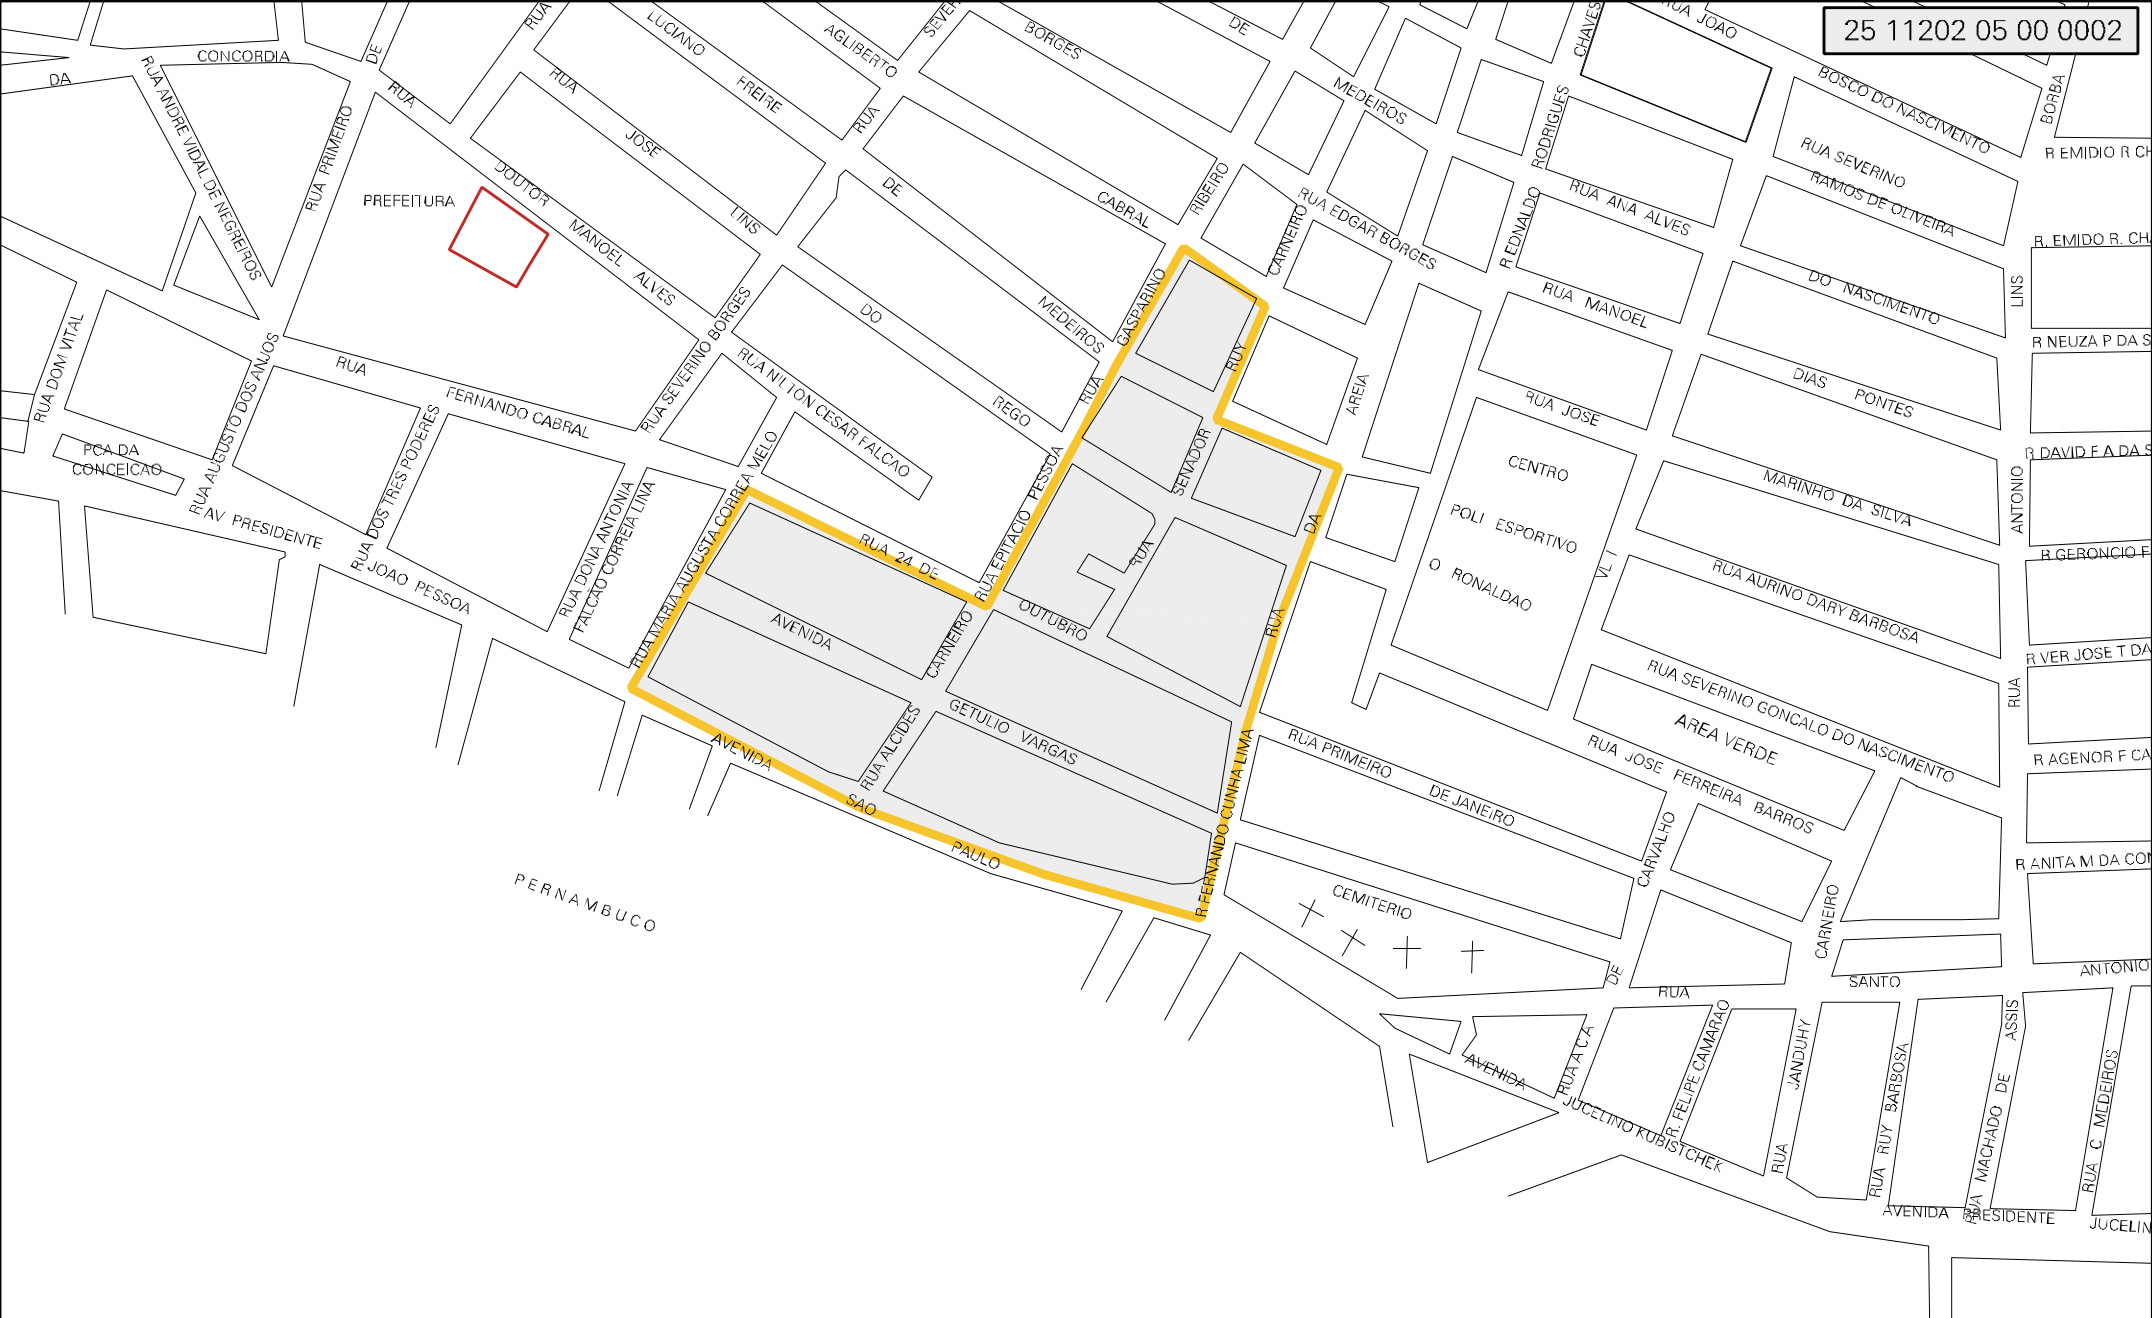 25 11202 05 00 0002
CONCORDIA
DA
RUA ANDRE VIDAL DE NEGREIROS
RUA PRIMEIRO
DE
RUA
RUA
LUCIANO
FREIRE
AGLIBERTO
RUA
BORGES
DE
MEDEIROS
CHAVES
RODRIGUES
R EDNALDO
RUA JOAO
BOSCO DO NASCIMENTO
BORBA
R EMIDIO R CH
RUA
JOSE
LINS
DOUTOR
MANOEL ALVES
PREFEITURA
DE
MEDEIROS
CABRAL
RIBEIRO
CARNEIRO
RUA EDGAR BORGES
RUA ANA ALVES
RUA SEVERINO
RAMOS DE OLIVEIRA
R. EMIDO R. CH
DO NASCIMENTO
LINS
RUA MANOEL
DIAS PONTES
R NEUZA P DA S
RUA DOM VITAL
RUA AUGUSTO DOS ANJOS
RUA
FERNANDO CABRAL
RUA SEVERINO BORGES
RUA NILTON CESAR FALCAO
DO
REGO
GASPARINO
RUA
RUY
AREIA
RUA JOSE
MARINHO DA SILVA
R DAVID F A DA S
PCA DA
CONCEICAO
RUA DOS TRES PODERES
AV PRESIDENTE
JOAO PESSOA
RUA DONA ANTONIA
FALCAO CORREIA LINA
RUA MARIA AUGUSTA CORREA MELO
RUA 24 DE
OUTUBRO
RUA EPITACIO PESSOA
SENADOR
RUA
DA
RUA
CENTRO
POLI ESPORTIVO
O RONALDAO
VL I
ANTONIO
R GERONCIO F
RUA AURINO DARY BARBOSA
R VER JOSE T DA
RUA
AVENIDA
CARNEIRO
GETULIO VARGAS
RUA ALCIDES
RUA SEVERINO GONCALO DO NASCIMENTO
AREA VERDE
RUA JOSE FERREIRA BARROS
R AGENOR F CA
AVENIDA
SAO
PAULO
R FERNANDO CUNHA LIMA
RUA PRIMEIRO
DE JANEIRO
CARVALHO
DE
R ANITA M DA CON
PERNAMBUCO
CEMITERIO
CARNEIRO
RUA
SANTO
ANTONIO
AVENIDA
JUCELINO KUBISTCHEK
RUA A C A
R. FELIPE CAMARAO
RUA JANDUHY
RUA RUY BARBOSA
RUA MACHADO DE ASSIS
RUA C MEDEIROS
AVENIDA PRESIDENTE
JUCELIN